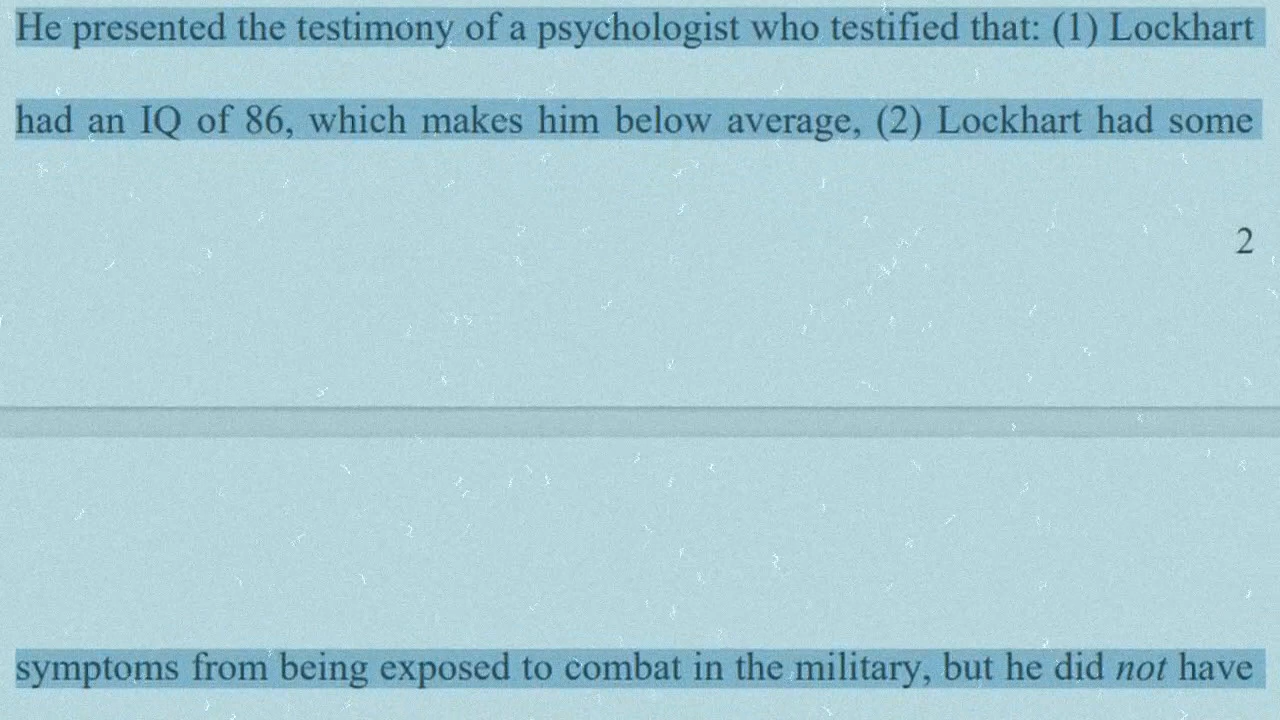 He presented the testimony of a psychologist who testified that: (1) Lockhart
had an IQ of 86, which makes him below average, (2) Lockhart had some
2
symptoms from being exposed to combat in the military, but he did not have